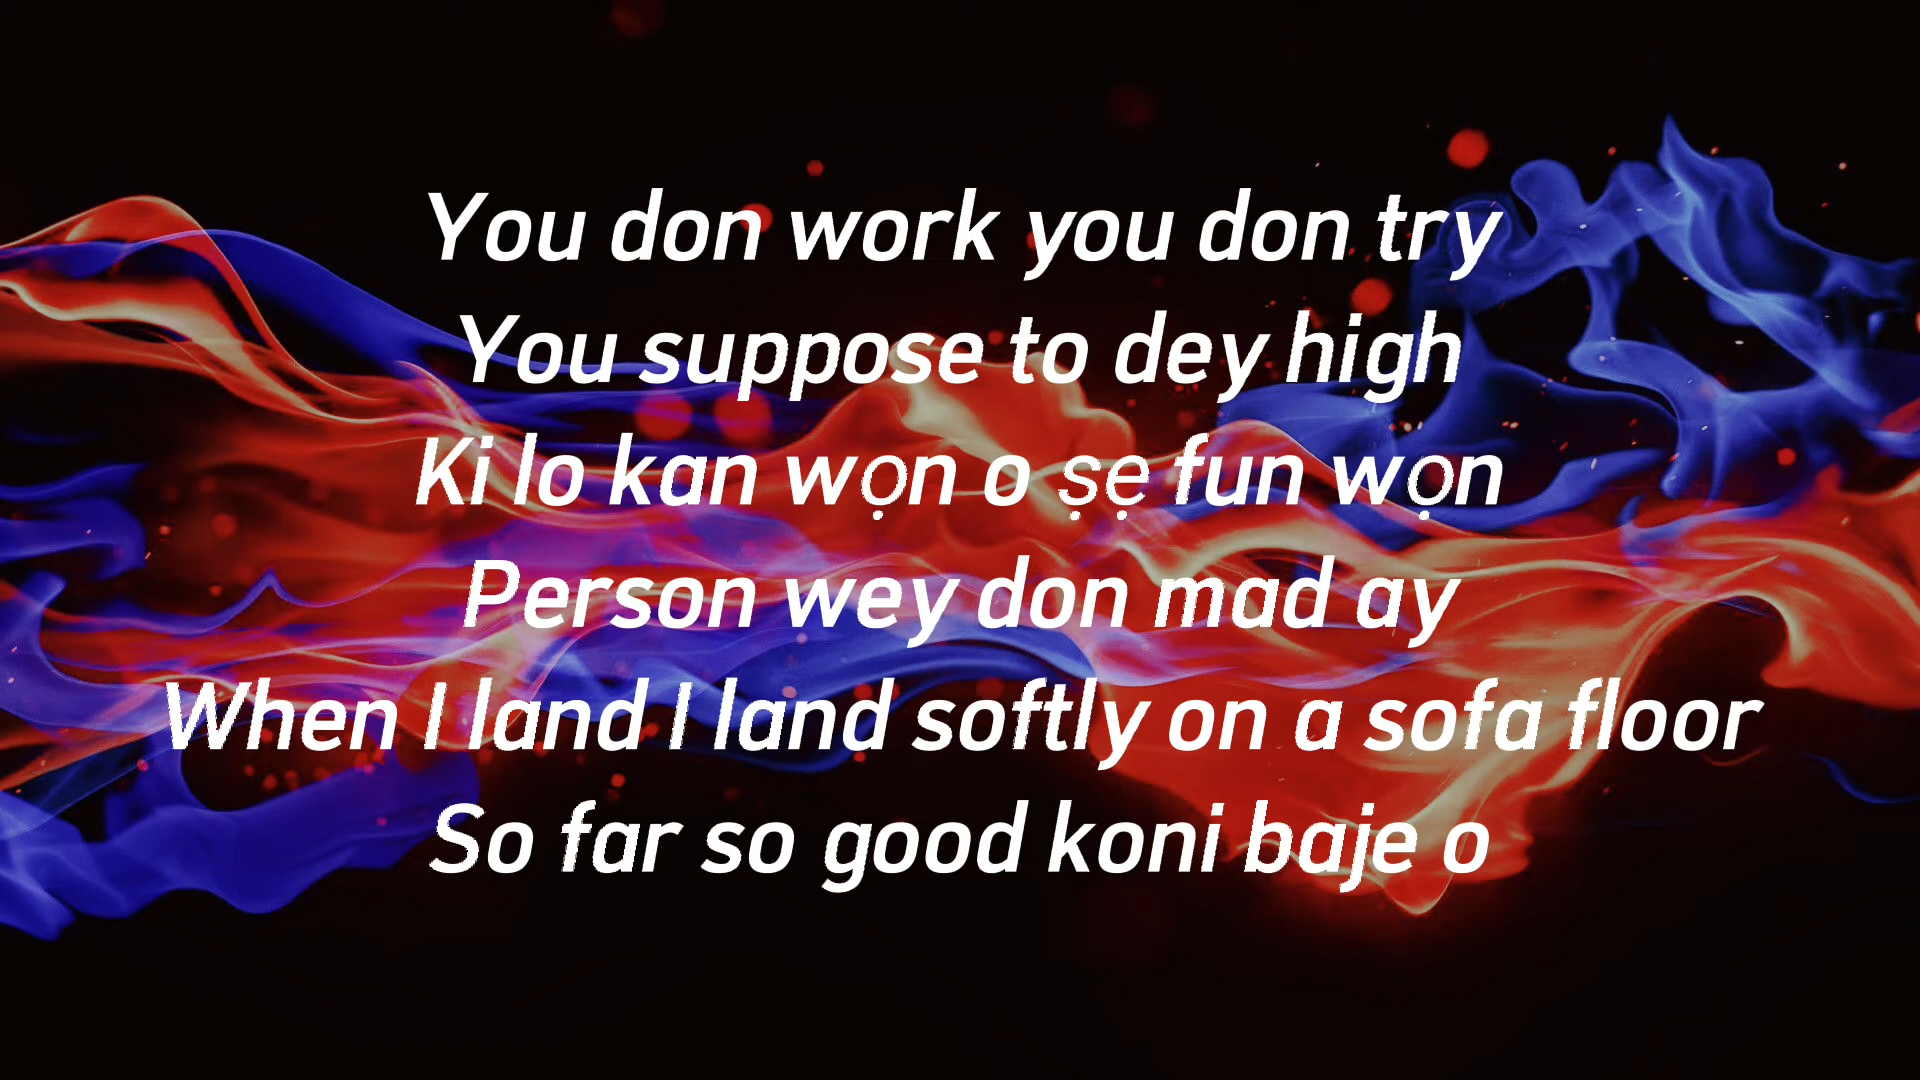 You don work you don try
You suppose to dey high
Ki lo kan wọn o ṣẹ fun wọn
Person wey don mad ay
When I land I land softly on a sofa floor
So far so good koni baje o